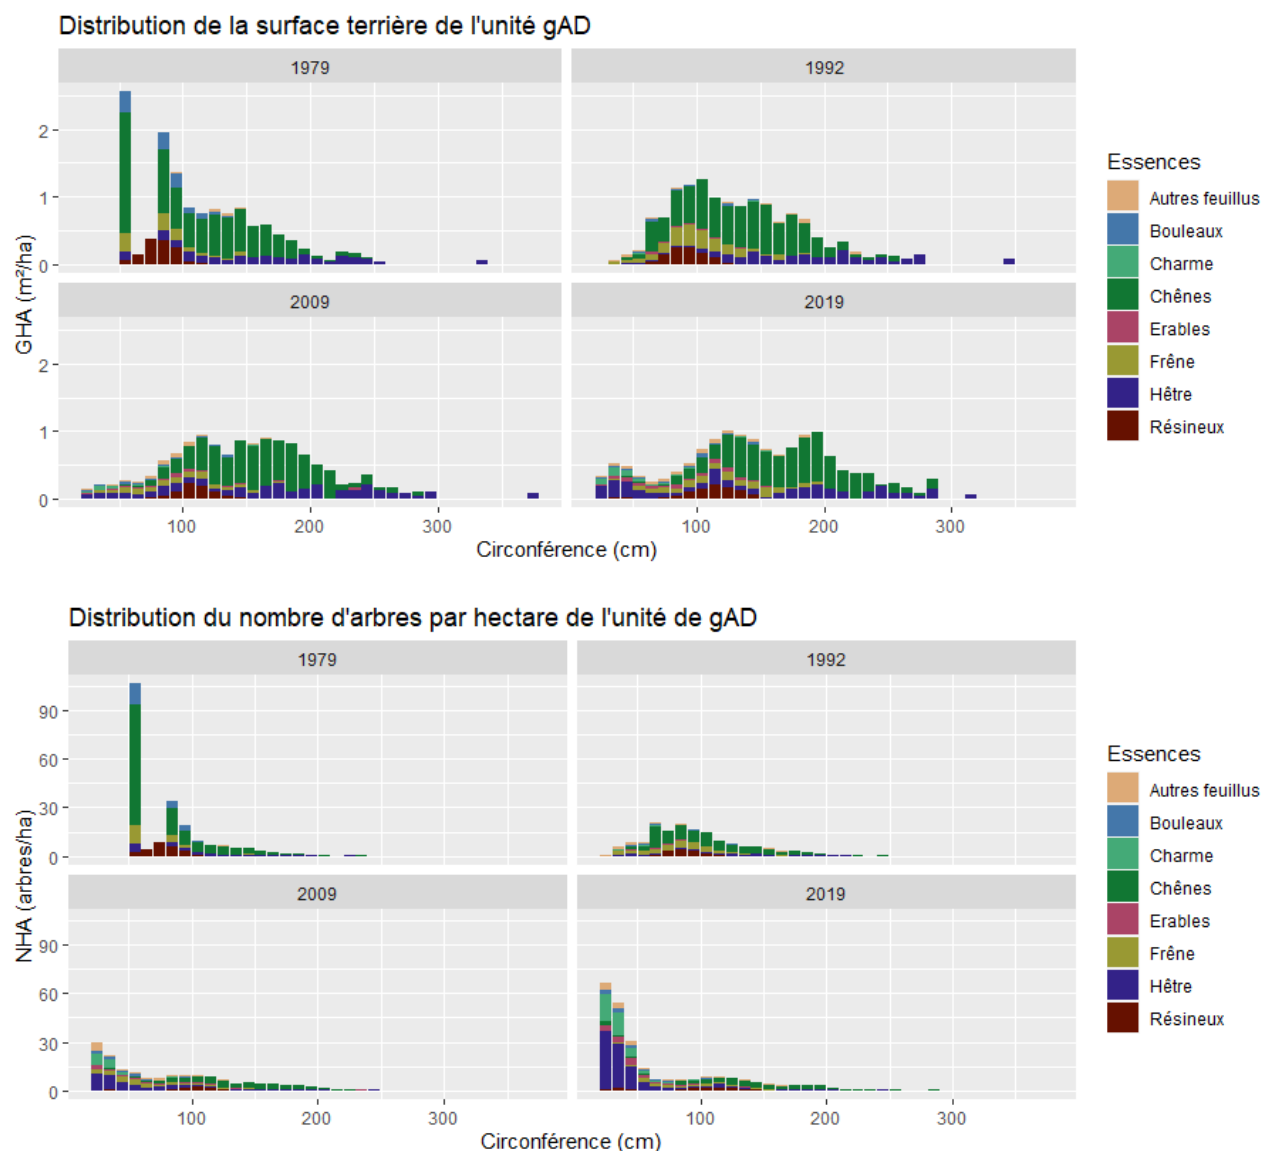 Distribution de la surface terrière de l'unité gAD
1979
1992
2
1
0
2009
2019
2
1
0
100
200
300
100
200
300
GHA (m²/ha)
Circonférence (cm)
Essences
Autres feuillus
Bouleaux
Charme
Chênes
Erables
Frêne
Hêtre
Résineux
Distribution du nombre d'arbres par hectare de l'unité de gAD
1979
1992
90
60
30
0
2009
2019
90
60
30
0
100
200
300
100
200
300
NHA (arbres/ha)
Circonférence (cm)
Essences
Autres feuillus
Bouleaux
Charme
Chênes
Erables
Frêne
Hêtre
Résineux